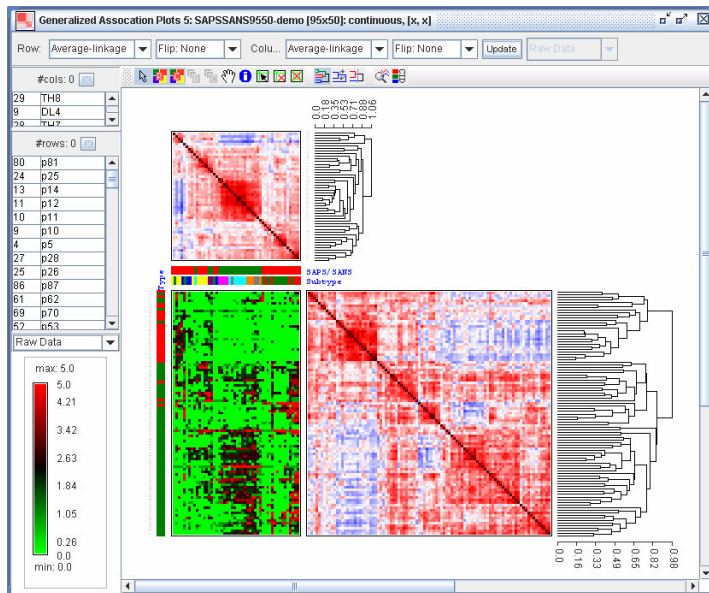 Generalized Assocation Plots 5: SAPSSANS9550-demo [95x50]: continuous, [x, x]
Row: Average-linkage Flip: None Colu... Average-linkage Flip: None Update Raw Data
#cols: 0
29 TH8
9 DL4
28 TH7
#rows: 0
80 p81
24 p25
13 p14
11 p12
10 p11
9 p10
4 p5
27 p28
25 p26
86 p87
61 p62
69 p70
52 p53
Raw Data
max: 5.0
5.0
4.21
3.42
2.63
1.84
1.05
0.26
0.0
min: 0.0
0.0 0.18 0.35 0.53 0.71 0.88 1.06
SAPS/SANS
Subtype
Type
0.0 0.16 0.33 0.49 0.65 0.82 0.98